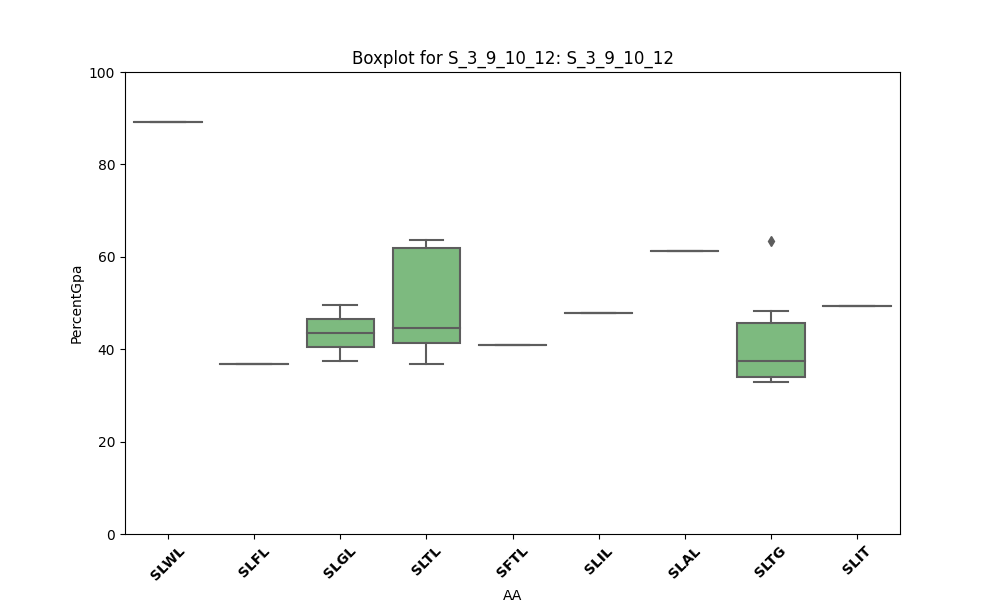 Boxplot for S_3_9_10_12: S_3_9_10_12
100
80
60
40
20
0
PercentGpa
SLWL
SLFL
SLGL
SLTL
SFTL
SLIL
SLAL
SLTG
SLIT
AA